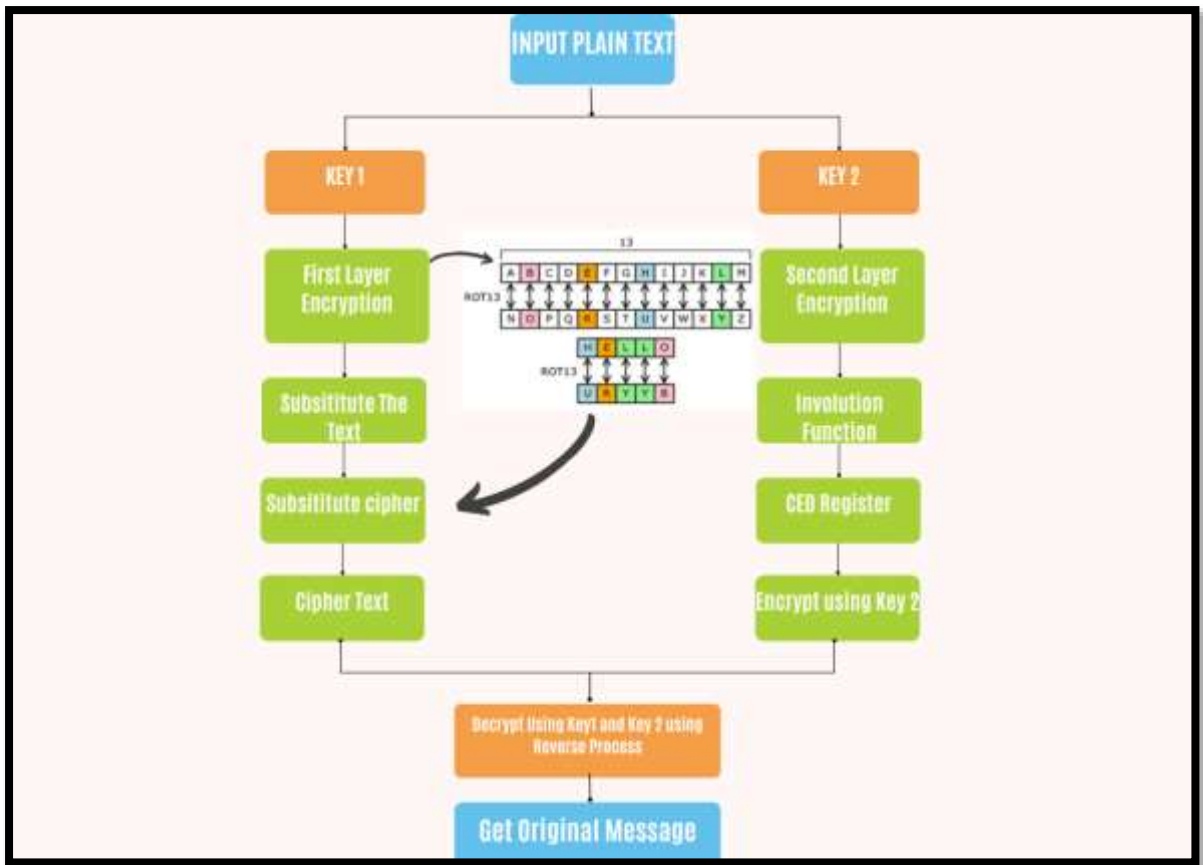 INPUT PLAIN TEXT
KEY 1
KEY 2
First Layer
Encryption
13
A B C D E F G H I J K L M
ROT13
N O P Q R S T U V W X Y Z
H E L L O
ROT13
U R Y Y B
Second Layer
Encryption
Subsititute The
Text
Involution
Function
Subsititute cipher
CED Register
Cipher Text
Encrypt using Key 2
Decrypt Using Key1 and Key 2 using
Reverse Process
Get Original Message